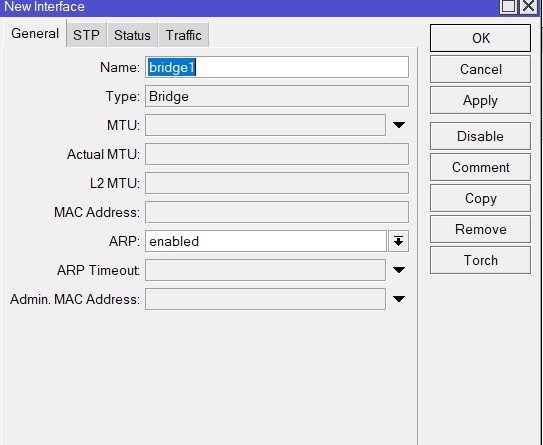 New Interface
General STP Status Traffic
Name: bridge1
Type: Bridge
MTU:
Actual MTU:
L2 MTU:
MAC Address:
ARP: enabled
ARP Timeout:
Admin. MAC Address:
OK
Cancel
Apply
Disable
Comment
Copy
Remove
Torch